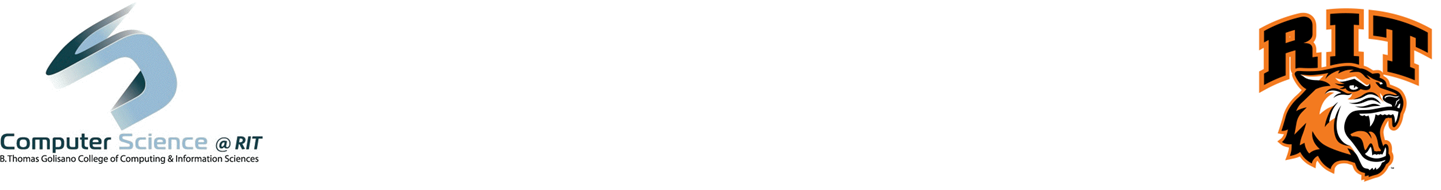 RIT
Computer Science @ RIT
B. Thomas Golisano College of Computing & Information Sciences